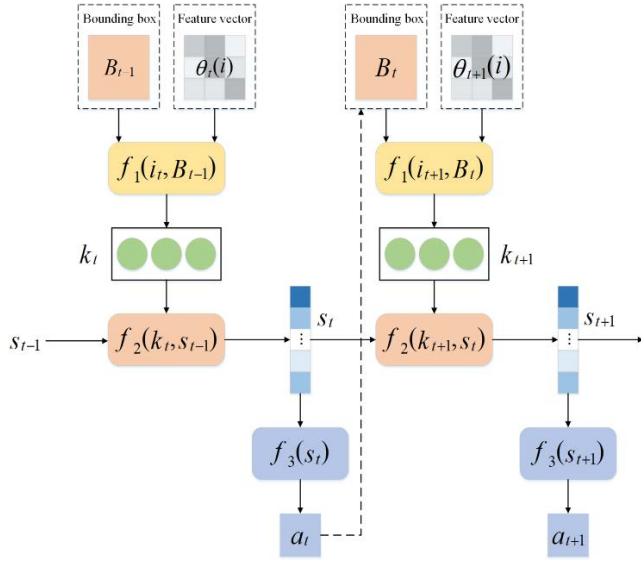 Bounding box Feature vector Bounding box Feature vector
B_{t-1} θ_t(i) B_t θ_{t+1}(i)
f_1(i_t, B_{t-1}) f_1(i_{t+1}, B_t)
k_t k_{t+1}
s_t s_{t+1}
s_{t-1} f_2(k_t, s_{t-1}) ⋮ f_2(k_{t+1}, s_t) ⋮
f_3(s_t) f_3(s_{t+1})
a_t a_{t+1}